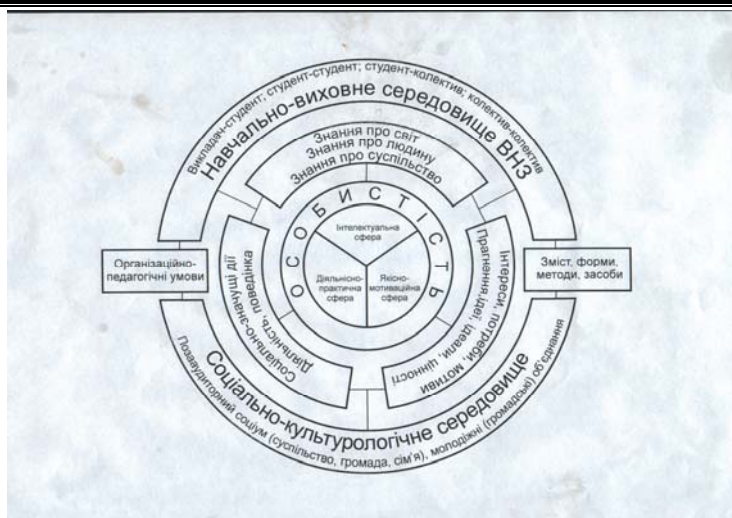 Викладач-студент; студент-студент; студент-колектив; колектив-колектив
Навчально-виховне середовище ВНЗ
Знання про світ
Знання про людину
Знання про суспільство
ОСОБИСТІСТЬ
Інтелектуальна
сфера
Діяльнісно-
практична
сфера
Якісно-
мотиваційна
сфера
Організаційно-
педагогічні умови
Зміст, форми,
методи, засоби
Соціально-значущі дії
Діяльність, поведінка
Інтереси, потреби, мотиви
Прагнення,ідеї, ідеали, цінності
Соціально-культурологічне середовище
Позааудиторний соціум (суспільство, громада, сім'я), молодіжні (громадські) об'єднання